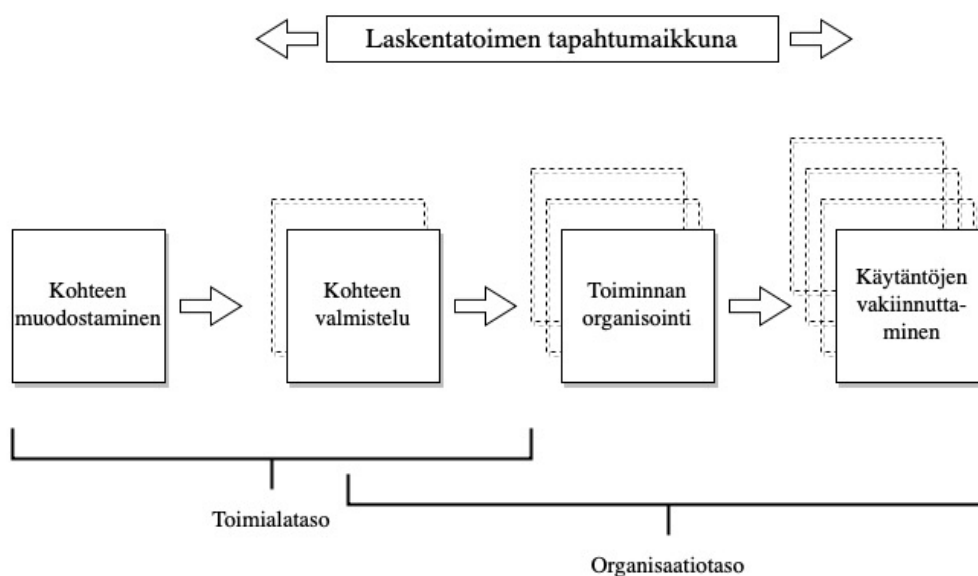 Laskentatoimen tapahtumaikkuna
Kohteen
muodostaminen
Kohteen
valmistelu
Toiminnan
organisointi
Käytäntöjen
vakiinnutta-
minen
Toimialataso
Organisaatiotaso